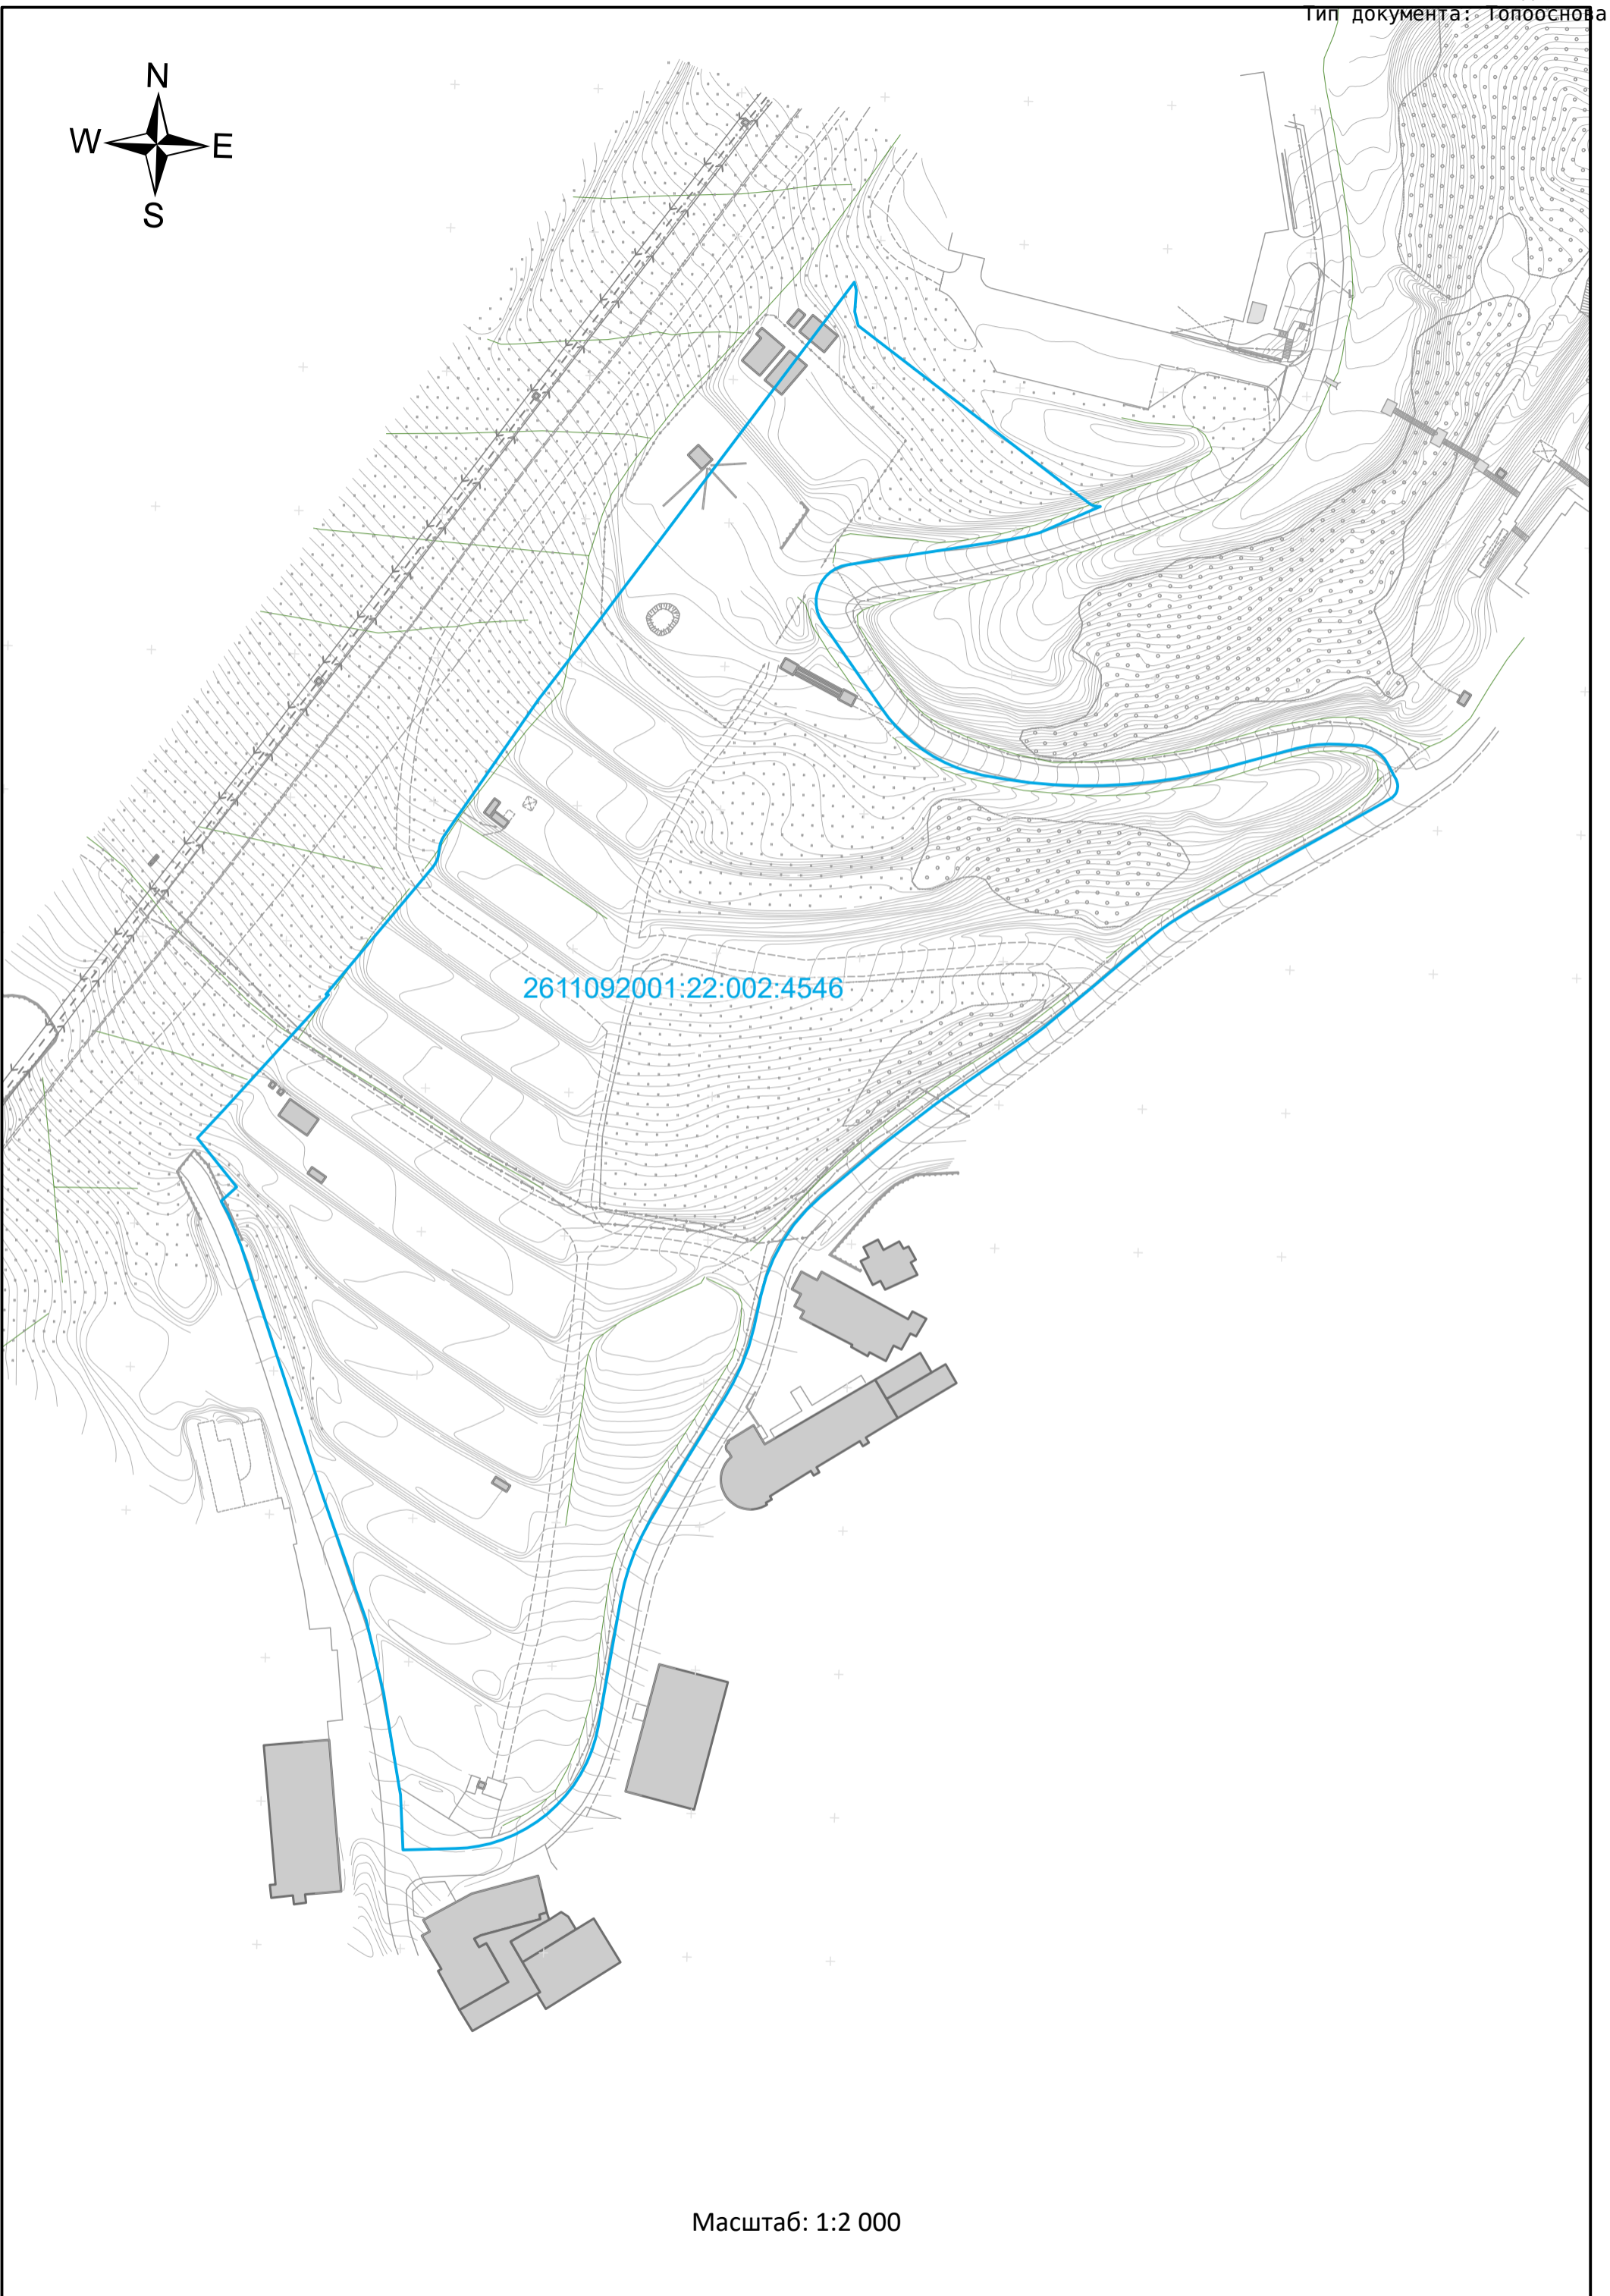 Тип документа: Топооснова
N
W E
S
2611092001:22:002:4546
Масштаб: 1:2 000